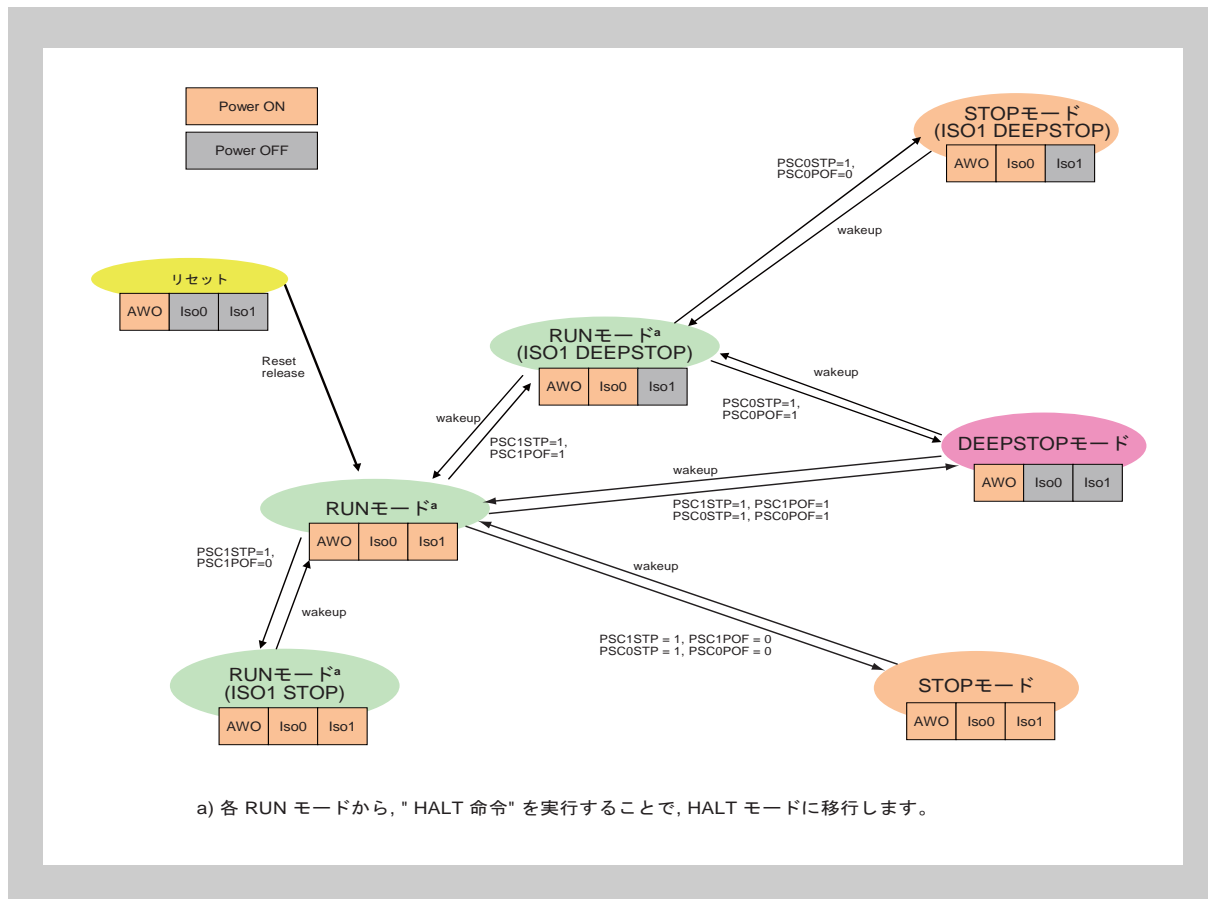 Power ON
Power OFF
STOPモード
(ISO1 DEEPSTOP)
AWO Iso0 Iso1
PSC0STP=1,
PSC0POF=0
wakeup
リセット
AWO Iso0 Iso1
Reset
release
RUNモードa
(ISO1 DEEPSTOP)
AWO Iso0 Iso1
wakeup
PSC0STP=1,
PSC0POF=1
wakeup
PSC1STP=1,
PSC1POF=1
DEEPSTOPモード
AWO Iso0 Iso1
wakeup
PSC1STP=1, PSC1POF=1
PSC0STP=1, PSC0POF=1
RUNモードa
AWO Iso0 Iso1
PSC1STP=1,
PSC1POF=0
wakeup
wakeup
PSC1STP = 1, PSC1POF = 0
PSC0STP = 1, PSC0POF = 0
RUNモードa
(ISO1 STOP)
AWO Iso0 Iso1
STOPモード
AWO Iso0 Iso1
a) 各 RUN モードから, " HALT 命令" を実行することで, HALT モードに移行します。